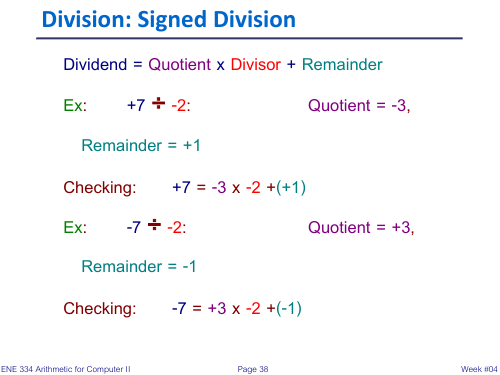 Division: Signed Division
Dividend = Quotient x Divisor + Remainder
Ex: +7 ÷ -2: Quotient = -3,
Remainder = +1
Checking: +7 = -3 x -2 +(+1)
Ex: -7 ÷ -2: Quotient = +3,
Remainder = -1
Checking: -7 = +3 x -2 +(-1)
ENE 334 Arithmetic for Computer II Page 38 Week #04